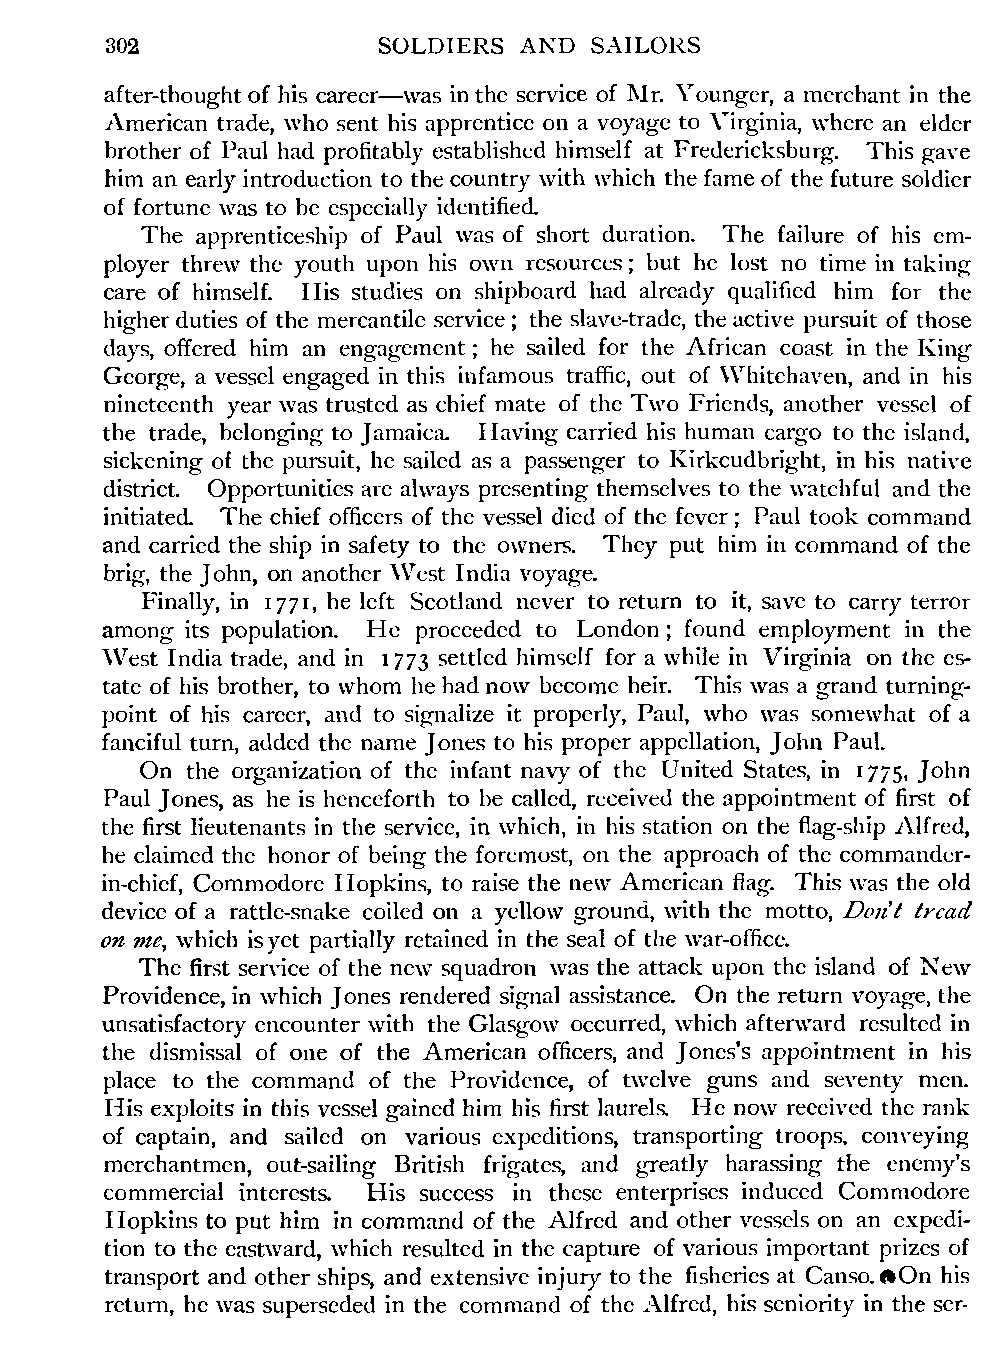 302 SOLDIERS AND SAILORS
after-thought of his career—was in the service of Mr. Younger, a merchant in the
American trade, who sent his apprentice on a voyage to Virginia, where an elder
brother of Paul had profitably established himself at Fredericksburg. This gave
him an early introduction to the country with which the fame of the future soldier
of fortune was to be especially identified.
The apprenticeship of Paul was of short duration. The failure of his em-
ployer threw the youth upon his own resources; but he lost no time in taking
care of himself. His studies on shipboard had already qualified him for the
higher duties of the mercantile service; the slave-trade, the active pursuit of those
days, offered him an engagement; he sailed for the African coast in the King
George, a vessel engaged in this infamous traffic, out of Whitehaven, and in his
nineteenth year was trusted as chief mate of the Two Friends, another vessel of
the trade, belonging to Jamaica. Having carried his human cargo to the island,
sickening of the pursuit, he sailed as a passenger to Kirkcudbright, in his native
district. Opportunities are always presenting themselves to the watchful and the
initiated. The chief officers of the vessel died of the fever; Paul took command
and carried the ship in safety to the owners. They put him in command of the
brig, the John, on another West India voyage.
Finally, in 1771, he left Scotland never to return to it, save to carry terror
among its population. He proceeded to London; found employment in the
West India trade, and in 1773 settled himself for a while in Virginia on the es-
tate of his brother, to whom he had now become heir. This was a grand turning-
point of his career, and to signalize it properly, Paul, who was somewhat of a
fanciful turn, added the name Jones to his proper appellation, John Paul.
On the organization of the infant navy of the United States, in 1775, John
Paul Jones, as he is henceforth to be called, received the appointment of first of
the first lieutenants in the service, in which, in his station on the flag-ship Alfred,
he claimed the honor of being the foremost, on the approach of the commander-
in-chief, Commodore Hopkins, to raise the new American flag. This was the old
device of a rattle-snake coiled on a yellow ground, with the motto, Don't tread
on me, which is yet partially retained in the seal of the war-office.
The first service of the new squadron was the attack upon the island of New
Providence, in which Jones rendered signal assistance. On the return voyage, the
unsatisfactory encounter with the Glasgow occurred, which afterward resulted in
the dismissal of one of the American officers, and Jones's appointment in his
place to the command of the Providence, of twelve guns and seventy men.
His exploits in this vessel gained him his first laurels. He now received the rank
of captain, and sailed on various expeditions, transporting troops, conveying
merchantmen, out-sailing British frigates, and greatly harassing the enemy's
commercial interests. His success in these enterprises induced Commodore
Hopkins to put him in command of the Alfred and other vessels on an expedi-
tion to the eastward, which resulted in the capture of various important prizes of
transport and other ships, and extensive injury to the fisheries at Canso. On his
return, he was superseded in the command of the Alfred, his seniority in the ser-